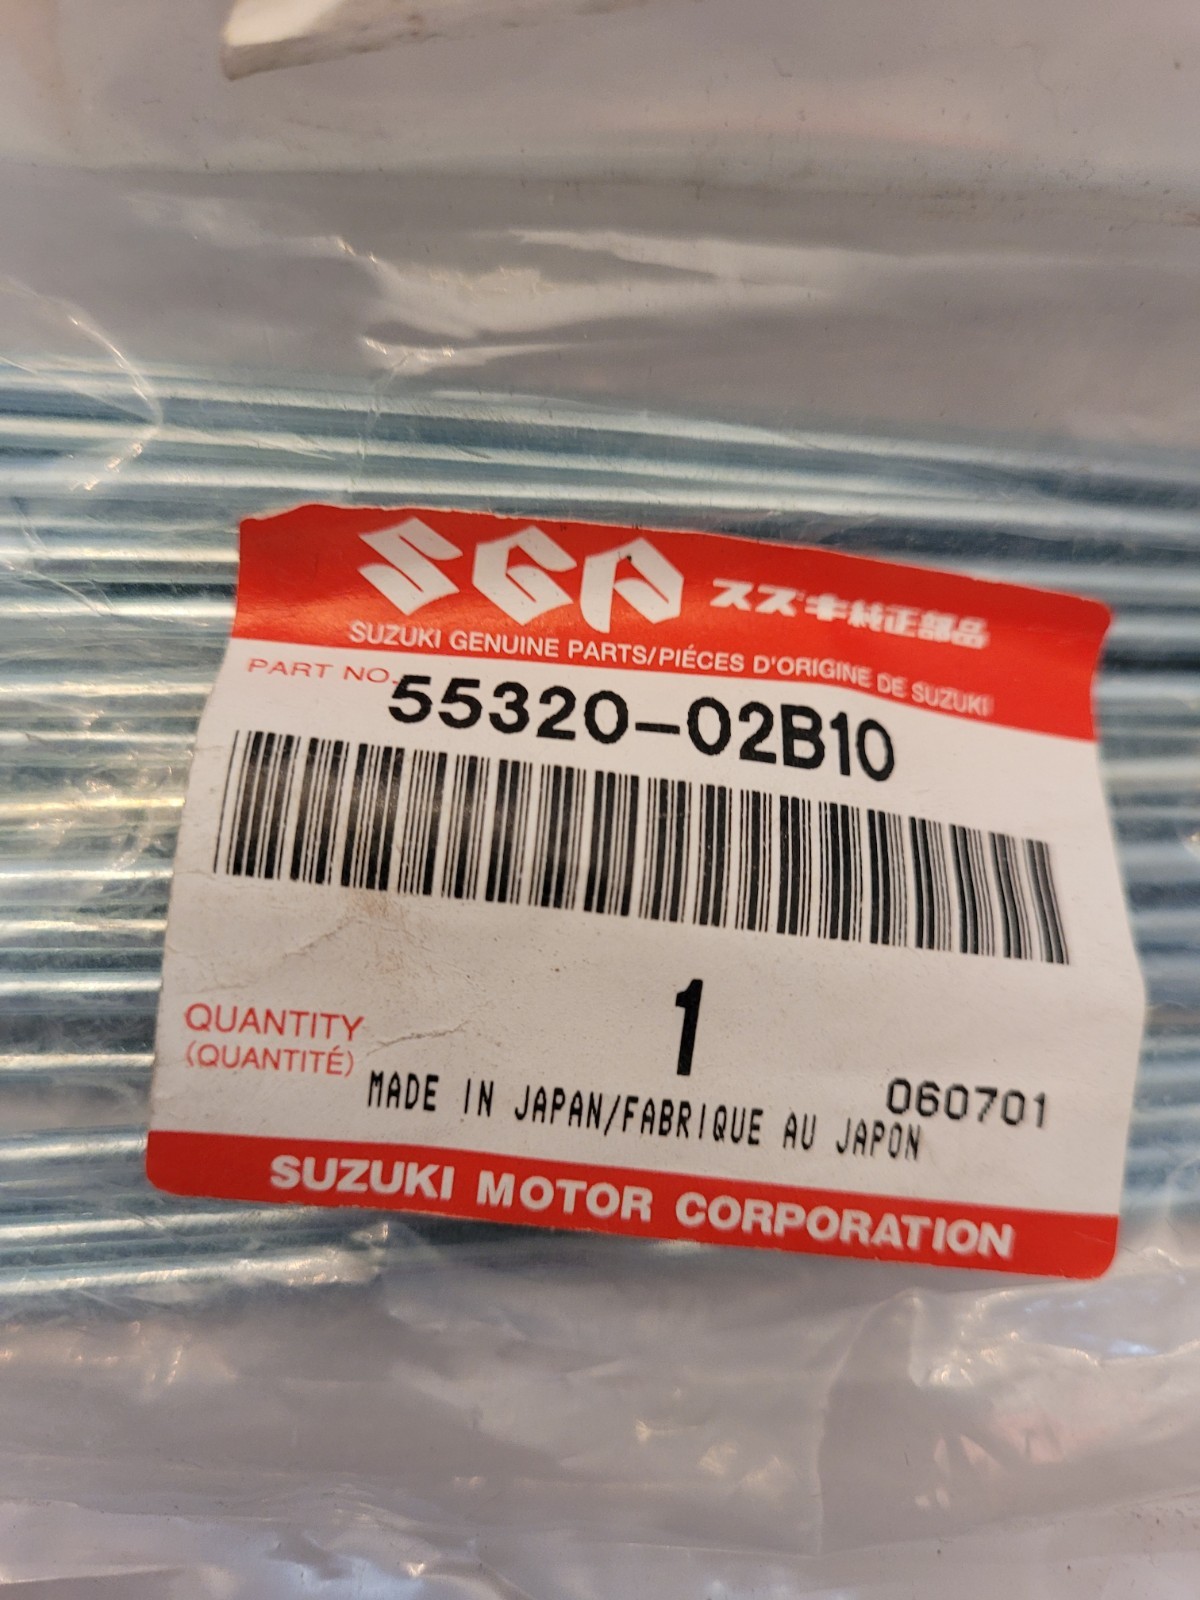 SGP スズキ純正部品
SUZUKI GENUINE PARTS/PIÉCES D'ORIGINE DE SUZUKI
PART NO. 55320-02B10
1
QUANTITY
(QUANTITÉ)
060701
MADE IN JAPAN/FABRIQUE AU JAPON
SUZUKI MOTOR CORPORATION